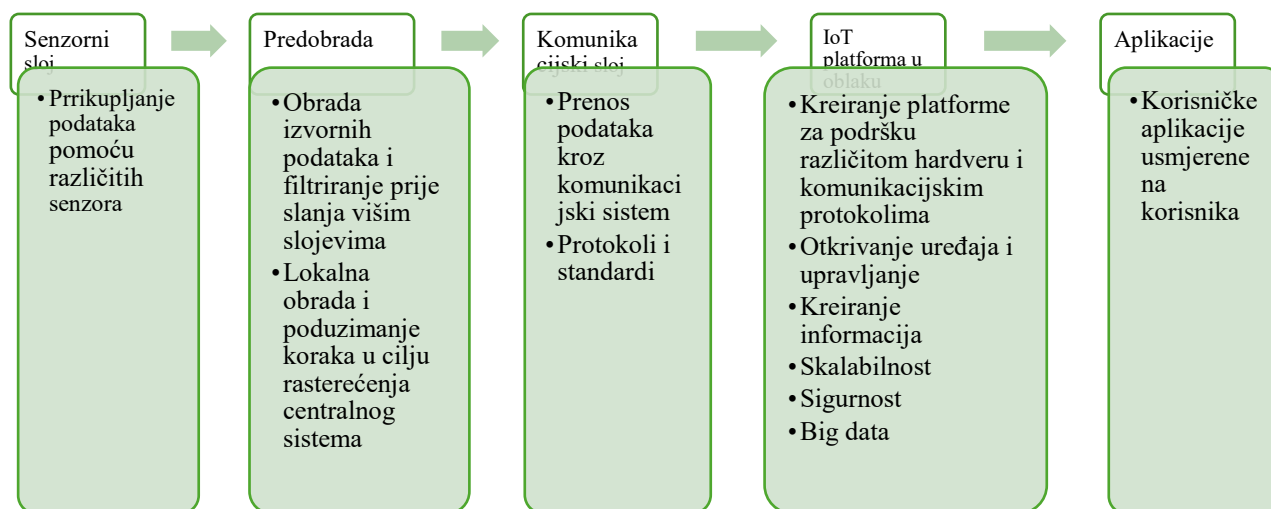 Senzorni
sloj
• Prrikupljanje
podataka
pomoću
različitih
senzora
Predobrada
• Obrada
izvornih
podataka i
filtriranje prije
slanja višim
slojevima
• Lokalna
obrada i
poduzimanje
koraka u cilju
rasterećenja
centralnog
sistema
Komunika
cijski sloj
• Prenos
podataka
kroz
komunikaci
jski sistem
• Protokoli i
standardi
IoT
platforma u
oblaku
• Kreiranje platforme
za podršku
različitom hardveru i
komunikacijskim
protokolima
• Otkrivanje uređaja i
upravljanje
• Kreiranje
informacija
• Skalabilnost
• Sigurnost
• Big data
Aplikacije
• Korisničke
aplikacije
usmjerene
na
korisnika